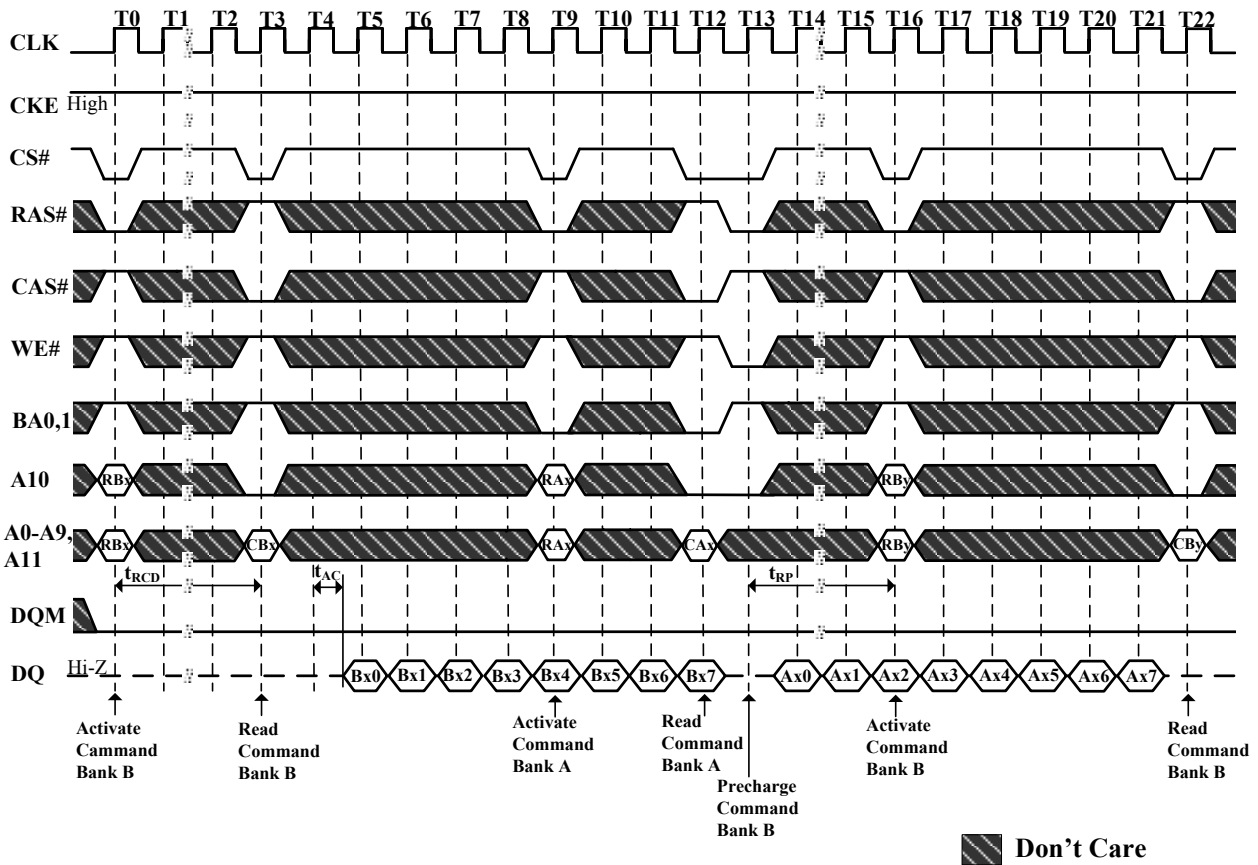 T0 T1 T2 T3 T4 T5 T6 T7 T8 T9 T10 T11 T12 T13 T14 T15 T16 T17 T18 T19 T20 T21 T22
CLK
CKE High
CS#
RAS#
CAS#
WE#
BA0,1
A10 RBx RAx RBy
A0-A9,
A11 RBx CBx RAx CAx RBy CBy
tRCD tAC tRP
DQM
DQ Hi-Z Bx0 Bx1 Bx2 Bx3 Bx4 Bx5 Bx6 Bx7 Ax0 Ax1 Ax2 Ax3 Ax4 Ax5 Ax6 Ax7
Activate
Cammand
Bank B
Read
Command
Bank B
Activate
Command
Bank A
Read
Command
Bank A
Precharge
Command
Bank B
Activate
Command
Bank B
Read
Command
Bank B
Don't Care